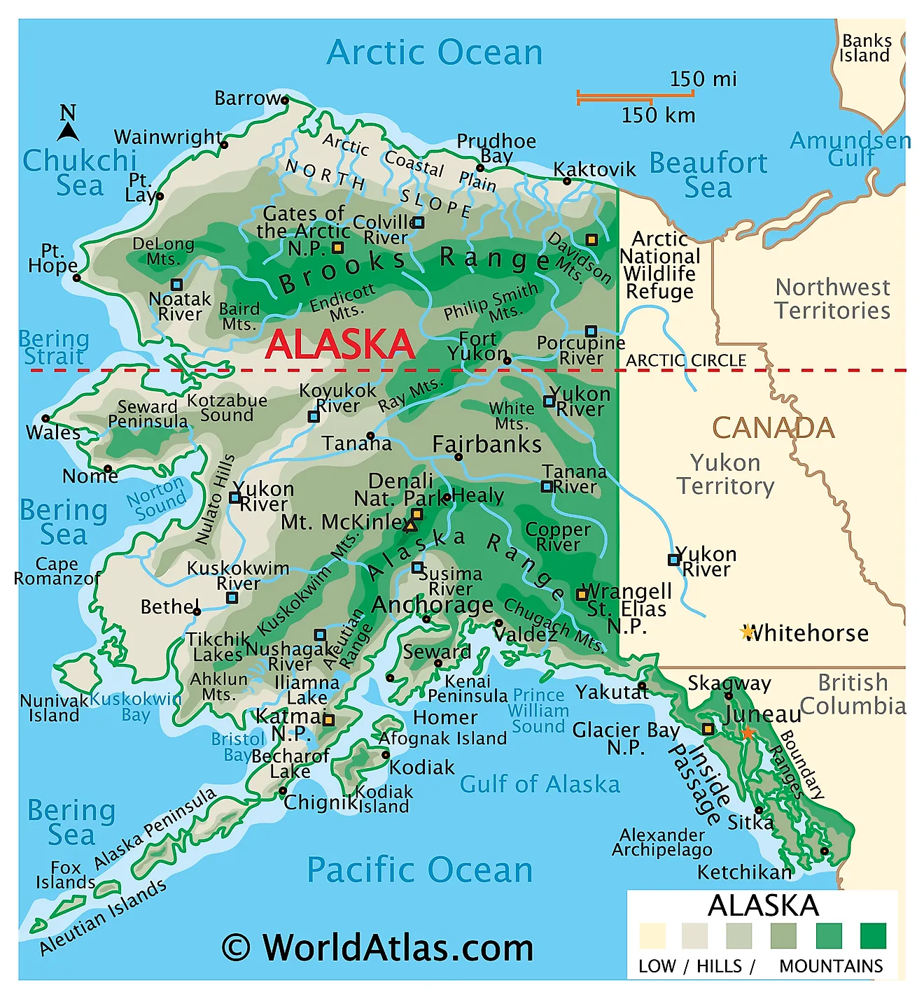 Arctic Ocean
Banks
Island
150 mi
150 km
Barrow
N
Wainwright
Chukchi
Sea
Pt.
Lay
Arctic Coastal Plain
NORTH SLOPE
Prudhoe
Bay
Kaktovik
Beaufort
Sea
Amundsen
Gulf
Gates of
the Arctic
N.P.
Colville
River
DeLong
Mts.
Pt.
Hope
Brooks Range
Davidson
Mts.
Arctic
National
Wildlife
Refuge
Northwest
Territories
Noatak
River
Baird
Mts.
Endicott
Mts.
Philip Smith
Mts.
ALASKA
Bering
Strait
Fort
Yukon
Porcupine
River
ARCTIC CIRCLE
Koyukok
River
Ray Mts.
Yukon
River
White
Mts.
Seward
Peninsula
Kotzabue
Sound
Wales
Tanana
Fairbanks
CANADA
Yukon
Territory
Nome
Norton
Sound
Nulato Hills
Yukon
River
Denali
Nat. Park
Healy
Tanana
River
Bering
Sea
Mt. McKinley
Alaska Range
Copper
River
Yukon
River
Cape
Romanzof
Kuskokwim
River
Kuskokwim Mts.
Susima
River
Wrangell
St. Elias
N.P.
Bethel
Anchorage
Chugach Mts.
Valdez
Whitehorse
Tikchik
Lakes
Nushagak
River
Aleutian
Range
Seward
Ahklun
Mts.
Iliamna
Lake
Kenai
Peninsula
Prince
William
Sound
Yakutat
Skagway
British
Columbia
Nunivak
Island
Kuskokwin
Bay
Katmai
N.P.
Homer
Juneau
Glacier Bay
N.P.
Bristol
Bay
Afognak Island
Becharof
Lake
Kodiak
Inside
Passage
Boundary
Ranges
Gulf of Alaska
Chignik
Kodiak
Island
Bering
Sea
Alaska Peninsula
Sitka
Alexander
Archipelago
Fox
Islands
Pacific Ocean
Ketchikan
Aleutian Islands
© WorldAtlas.com
ALASKA
LOW / HILLS / MOUNTAINS